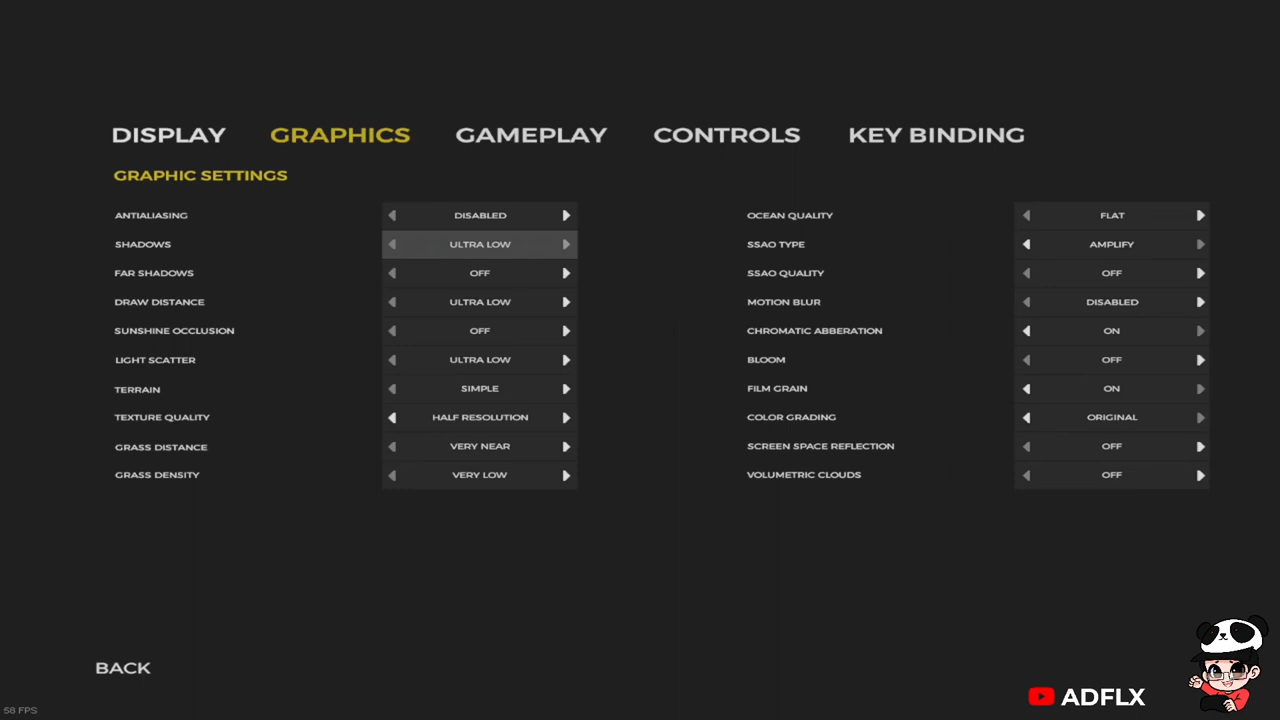 DISPLAY GRAPHICS GAMEPLAY CONTROLS KEY BINDING
GRAPHIC SETTINGS
ANTIALIASING DISABLED
SHADOWS ULTRA LOW
FAR SHADOWS OFF
DRAW DISTANCE ULTRA LOW
SUNSHINE OCCLUSION OFF
LIGHT SCATTER ULTRA LOW
TERRAIN SIMPLE
TEXTURE QUALITY HALF RESOLUTION
GRASS DISTANCE VERY NEAR
GRASS DENSITY VERY LOW
OCEAN QUALITY FLAT
SSAO TYPE AMPLIFY
SSAO QUALITY OFF
MOTION BLUR DISABLED
CHROMATIC ABBERATION ON
BLOOM OFF
FILM GRAIN ON
COLOR GRADING ORIGINAL
SCREEN SPACE REFLECTION OFF
VOLUMETRIC CLOUDS OFF
BACK
ADFLX
58 FPS